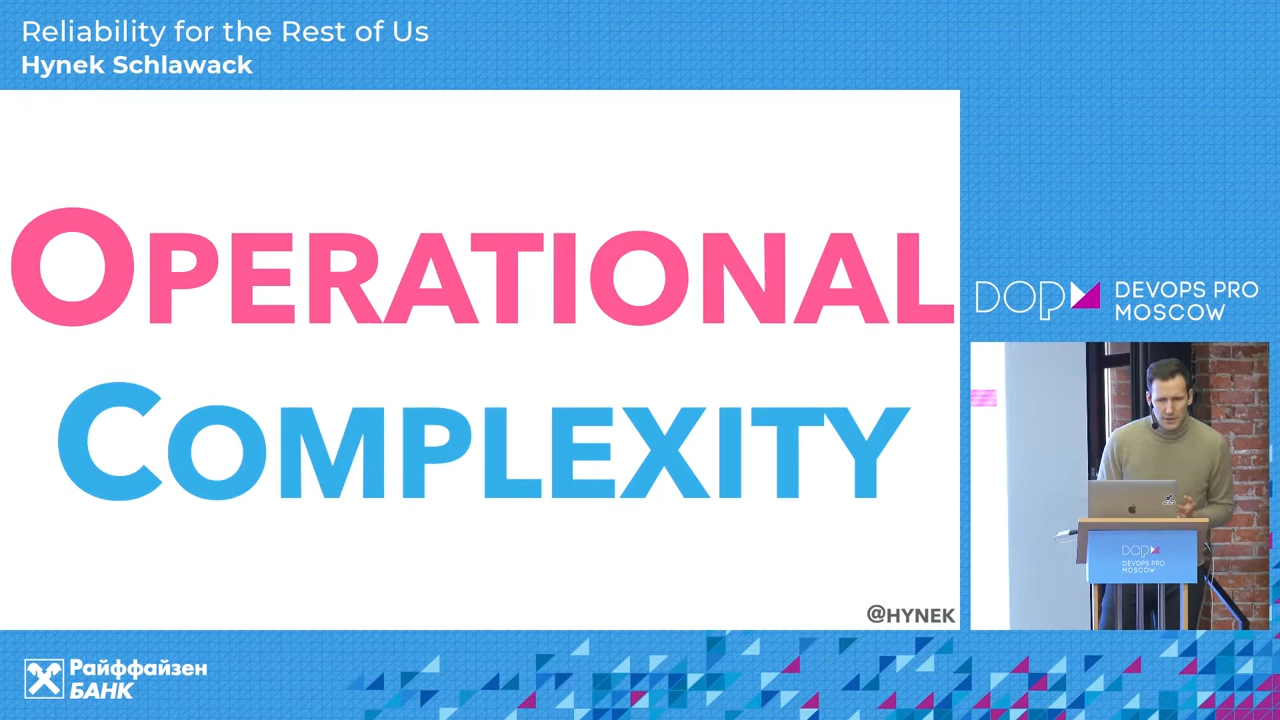 Reliability for the Rest of Us
Hynek Schlawack
OPERATIONAL
COMPLEXITY
@HYNEK
DOP
DEVOPS PRO
MOSCOW
DOP
DEVOPS PRO
MOSCOW
Райффайзен
БАНК